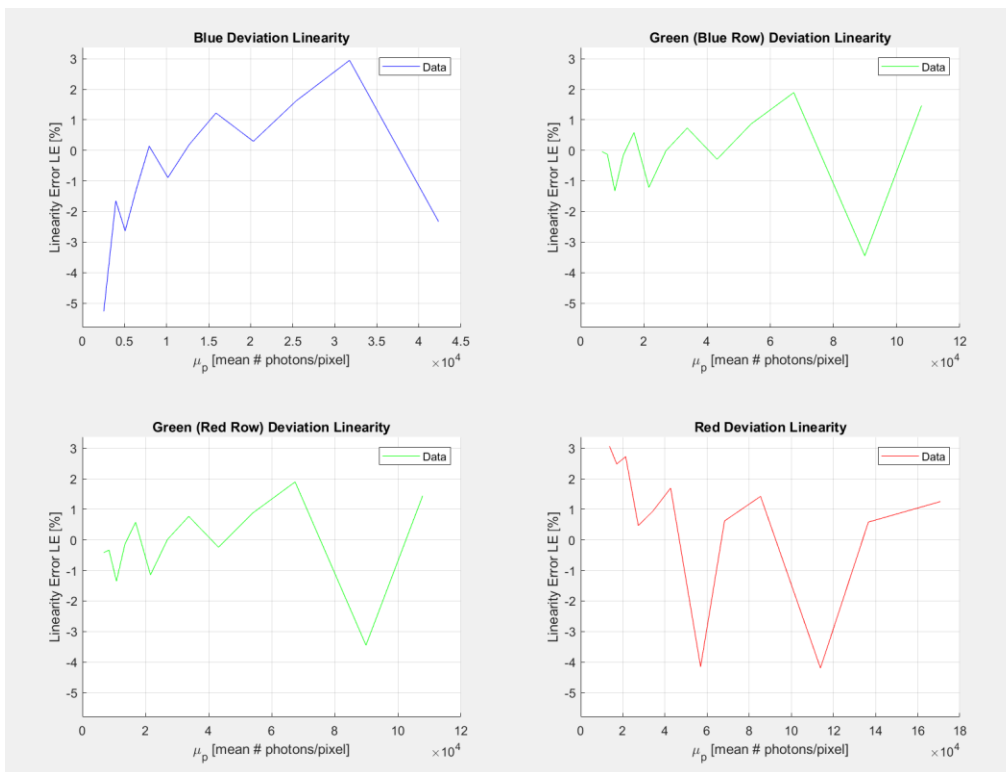 Blue Deviation Linearity
Data
Linearity Error LE [%]
3
2
1
0
-1
-2
-3
-4
-5
0 0.5 1 1.5 2 2.5 3 3.5 4 4.5
×10⁴
μp [mean # photons/pixel]
Green (Blue Row) Deviation Linearity
Data
Linearity Error LE [%]
3
2
1
0
-1
-2
-3
-4
-5
0 2 4 6 8 10 12
×10⁴
μp [mean # photons/pixel]
Green (Red Row) Deviation Linearity
Data
Linearity Error LE [%]
3
2
1
0
-1
-2
-3
-4
-5
0 2 4 6 8 10 12
×10⁴
μp [mean # photons/pixel]
Red Deviation Linearity
Data
Linearity Error LE [%]
3
2
1
0
-1
-2
-3
-4
-5
0 2 4 6 8 10 12 14 16 18
×10⁴
μp [mean # photons/pixel]